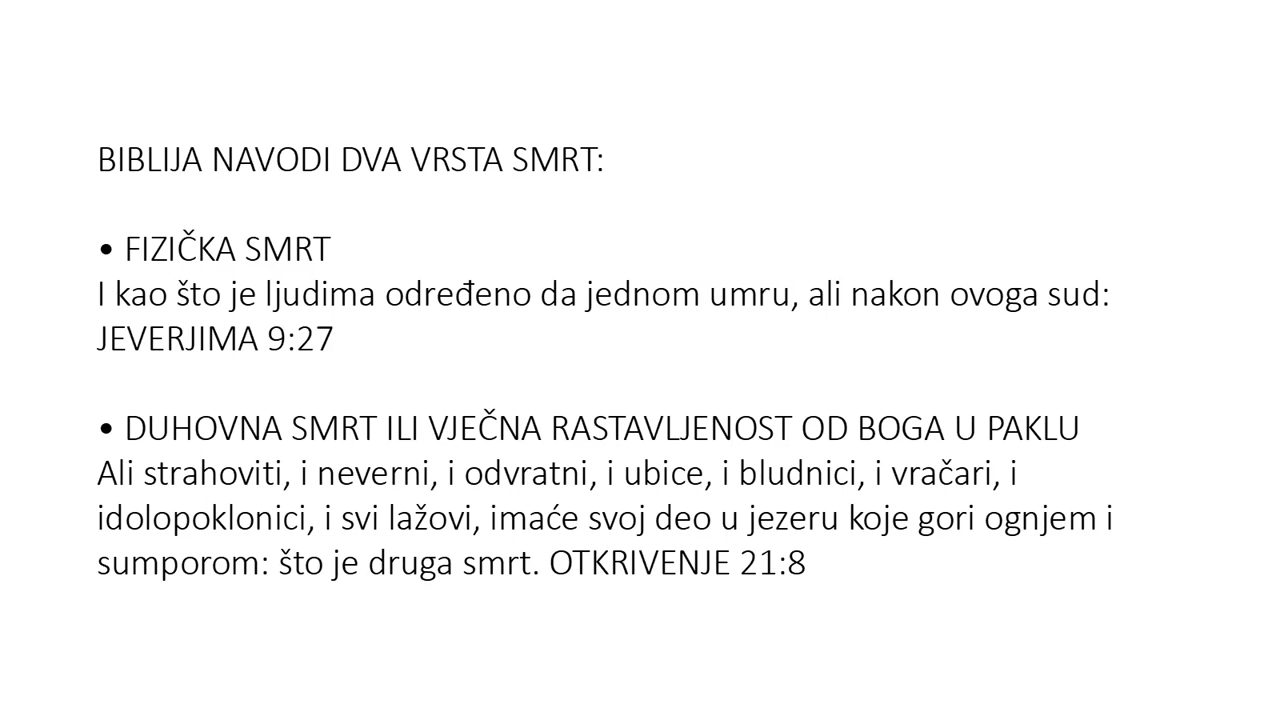 BIBLIJA NAVODI DVA VRSTA SMRT:
• FIZIČKA SMRT
I kao što je ljudima određeno da jednom umru, ali nakon ovoga sud:
JEVERJIMA 9:27
• DUHOVNA SMRT ILI VJEČNA RASTAVLJENOST OD BOGA U PAKLU
Ali strahoviti, i neverni, i odvratni, i ubice, i bludnici, i vračari, i
idolopoklonici, i svi lažovi, imaće svoj deo u jezeru koje gori ognjem i
sumporom: što je druga smrt. OTKRIVENJE 21:8